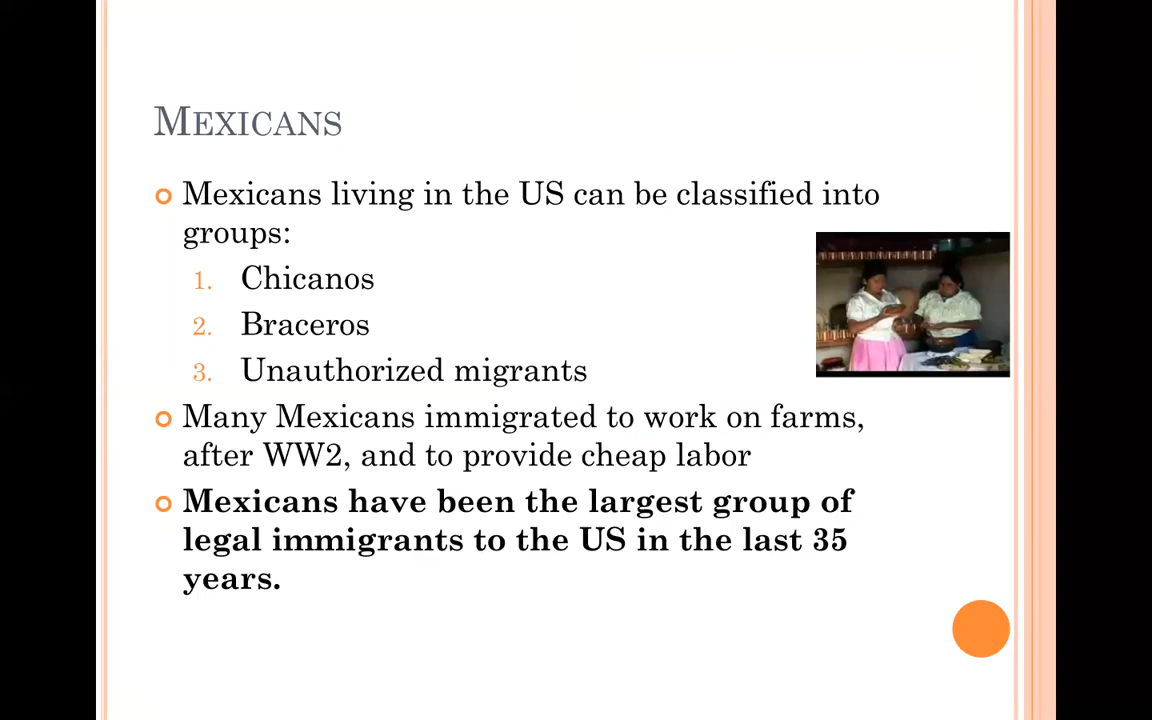 MEXICANS
Mexicans living in the US can be classified into
groups:
1. Chicanos
2. Braceros
3. Unauthorized migrants
Many Mexicans immigrated to work on farms,
after WW2, and to provide cheap labor
Mexicans have been the largest group of
legal immigrants to the US in the last 35
years.